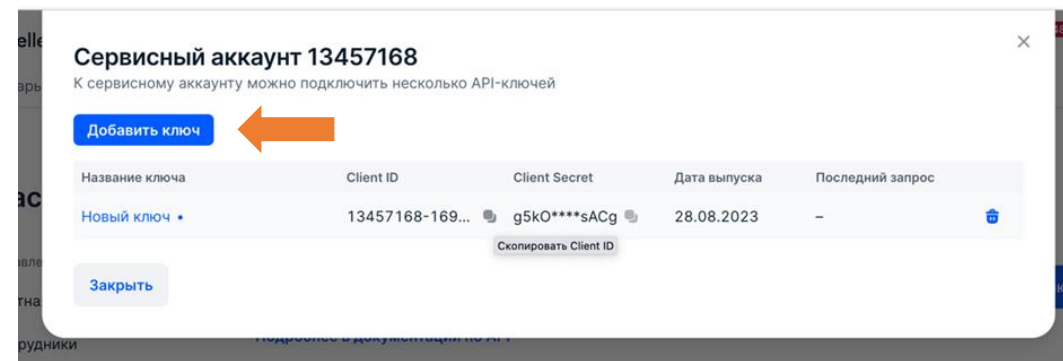 Сервисный аккаунт 13457168
К сервисному аккаунту можно подключить несколько API-ключей
Добавить ключ
Название ключа Client ID Client Secret Дата выпуска Последний запрос
Новый ключ • 13457168-169... g5kO****sACg 28.08.2023 –
Скопировать Client ID
Закрыть
рудники